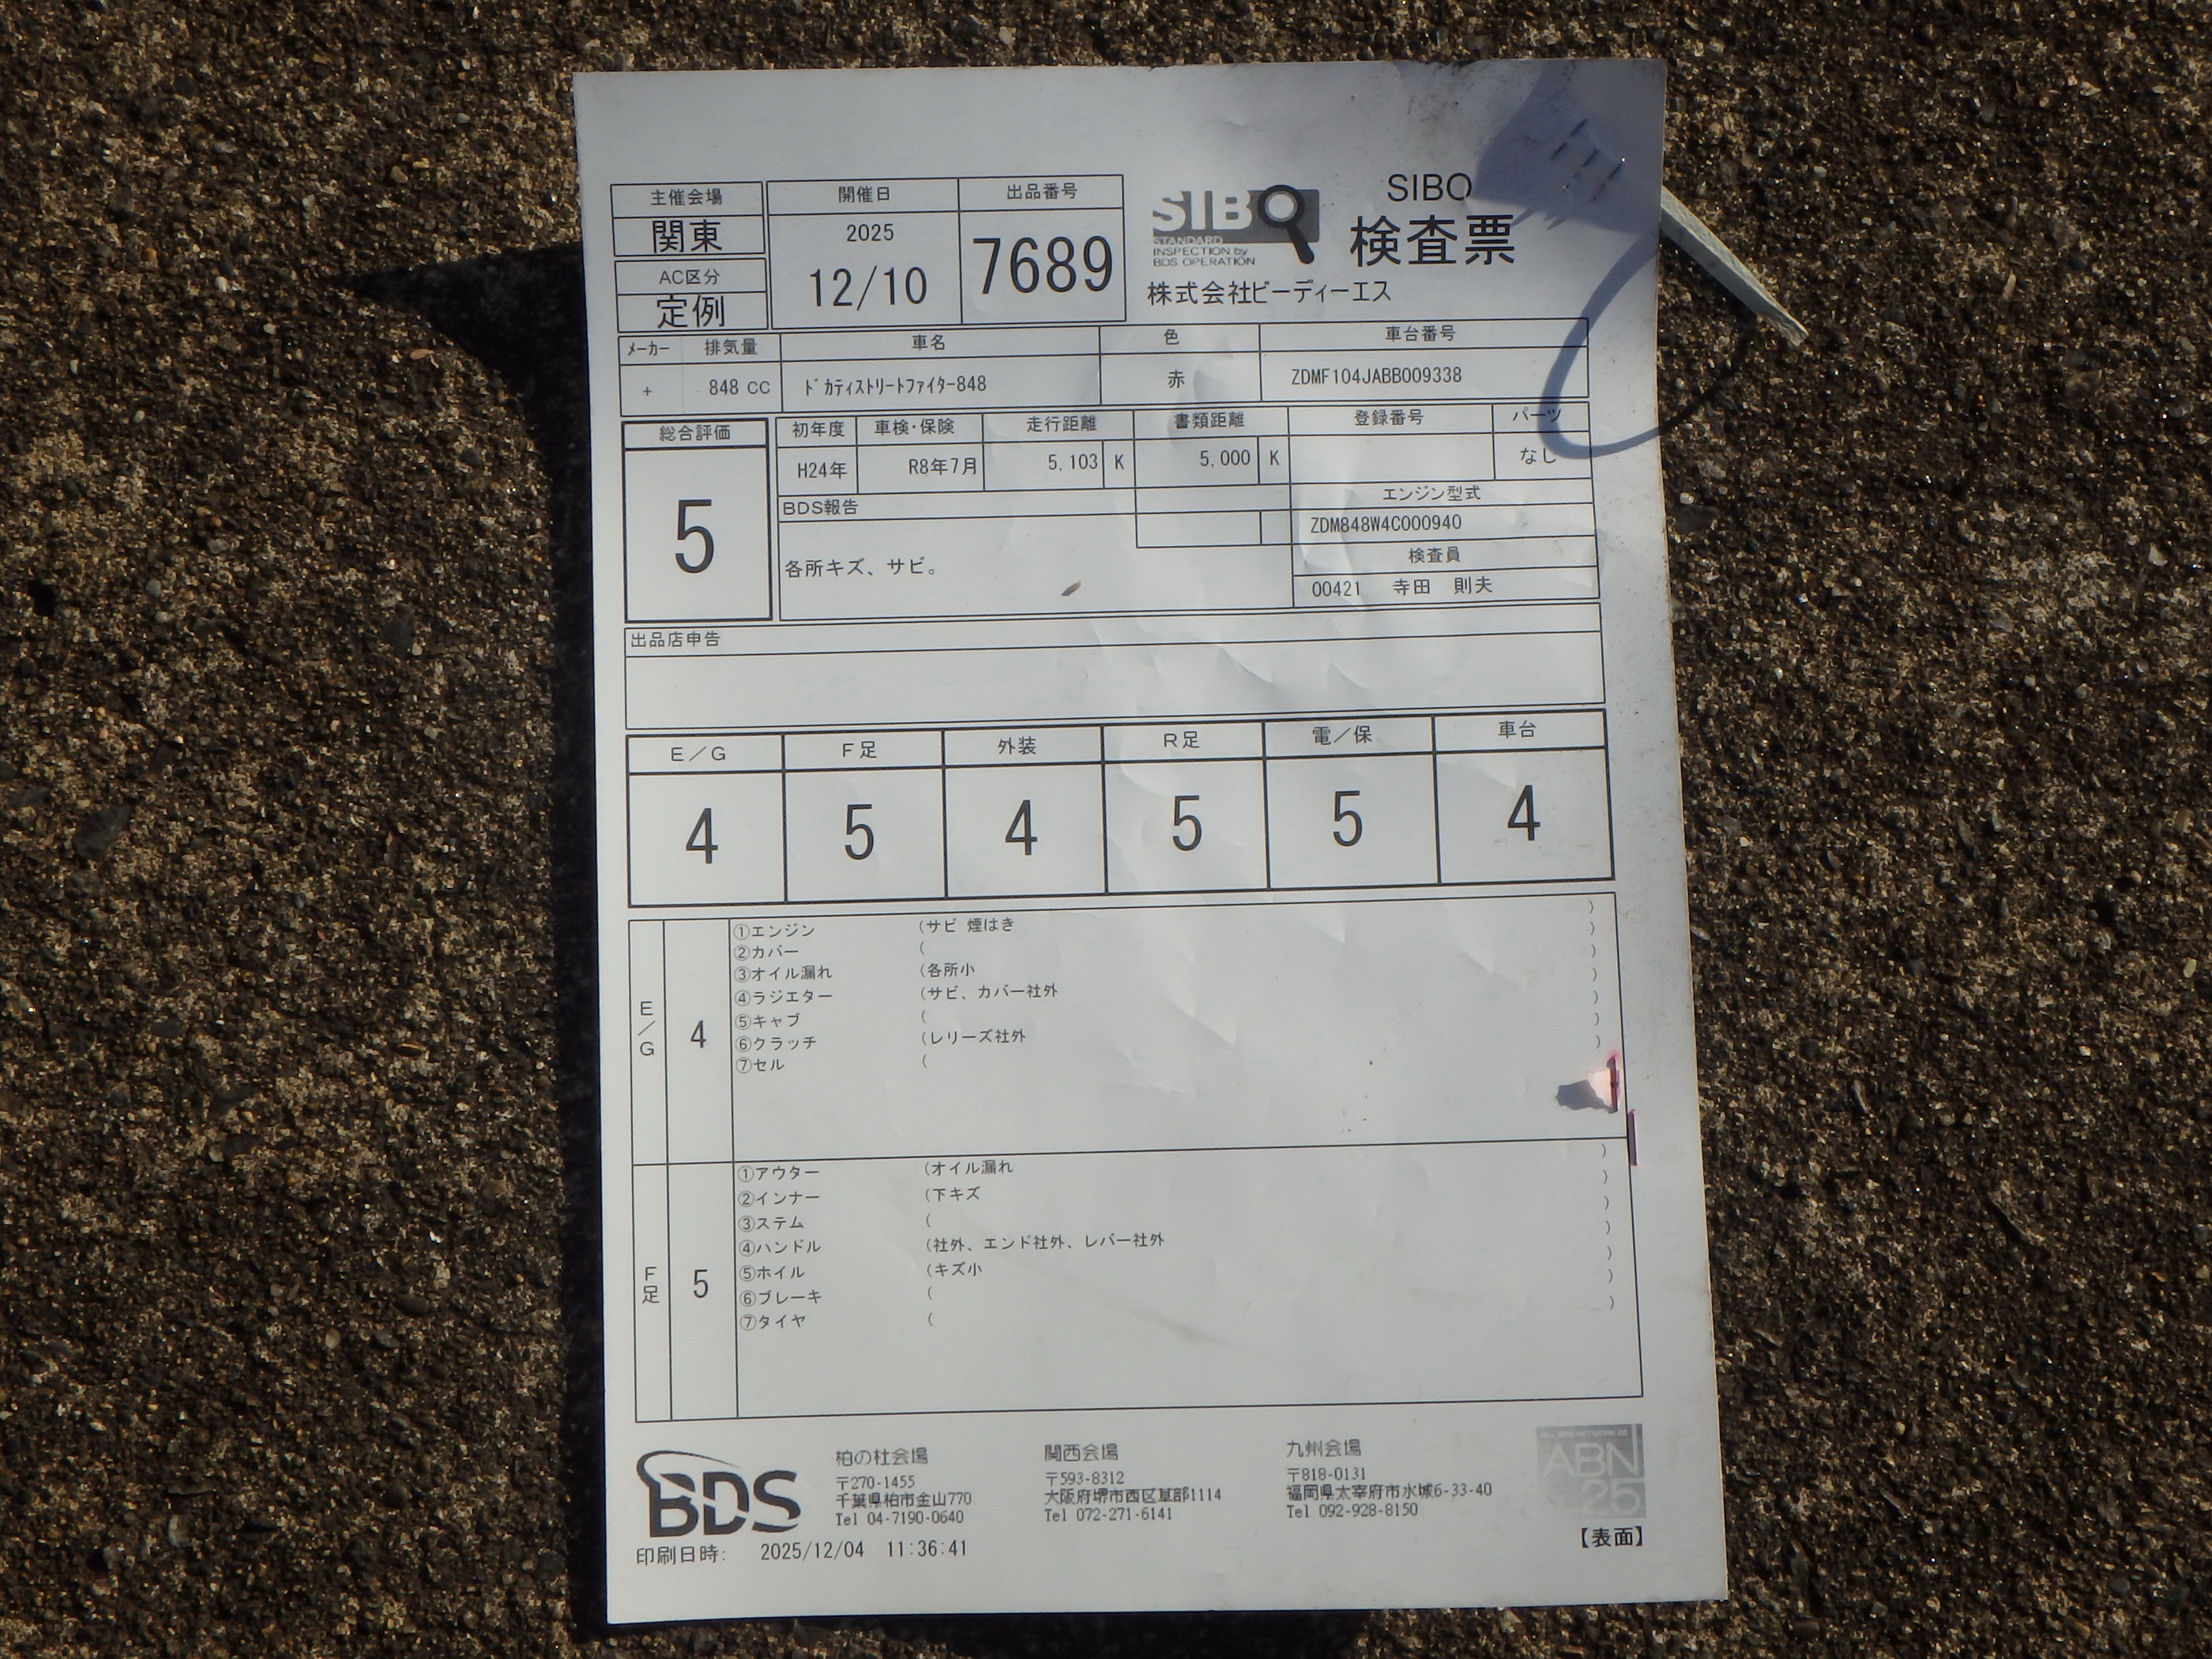 主催会場 開催日 出品番号
関東 2025 12/10 7689
AC区分
定例
SIBO
STANDARD
INSPECTION by
BDS OPERATION
SIBO
検査票
株式会社ビーディーエス
メーカー 排気量 車名 色 車台番号
+ 848 CC ドカティストリートファイター848 赤 ZDMF104JABB009338
総合評価 初年度 車検・保険 走行距離 書類距離 登録番号 パーツ
5 H24年 R8年7月 5,103 K 5,000 K なし
BDS報告 エンジン型式
ZDM848W4C000940
各所キズ、サビ。 検査員
00421 寺田 則夫
出品店申告
E/G F足 外装 R足 電/保 車台
4 5 4 5 5 4
E/G 4
①エンジン (サビ 煙はき )
②カバー ( )
③オイル漏れ (各所小 )
④ラジエター (サビ、カバー社外 )
⑤キャブ ( )
⑥クラッチ (レリーズ社外 )
⑦セル ( )
F足 5
①アウター (オイル漏れ )
②インナー (下キズ )
③ステム ( )
④ハンドル (社外、エンド社外、レバー社外 )
⑤ホイル (キズ小 )
⑥ブレーキ ( )
⑦タイヤ ( )
BDS
柏の杜会場
〒270-1455
千葉県柏市金山770
Tel 04-7190-0640
関西会場
〒593-8312
大阪府堺市西区草部1114
Tel 072-271-6141
九州会場
〒818-0131
福岡県太宰府市水城6-33-40
Tel 092-928-8150
ABN
25
【表面】
印刷日時: 2025/12/04 11:36:41